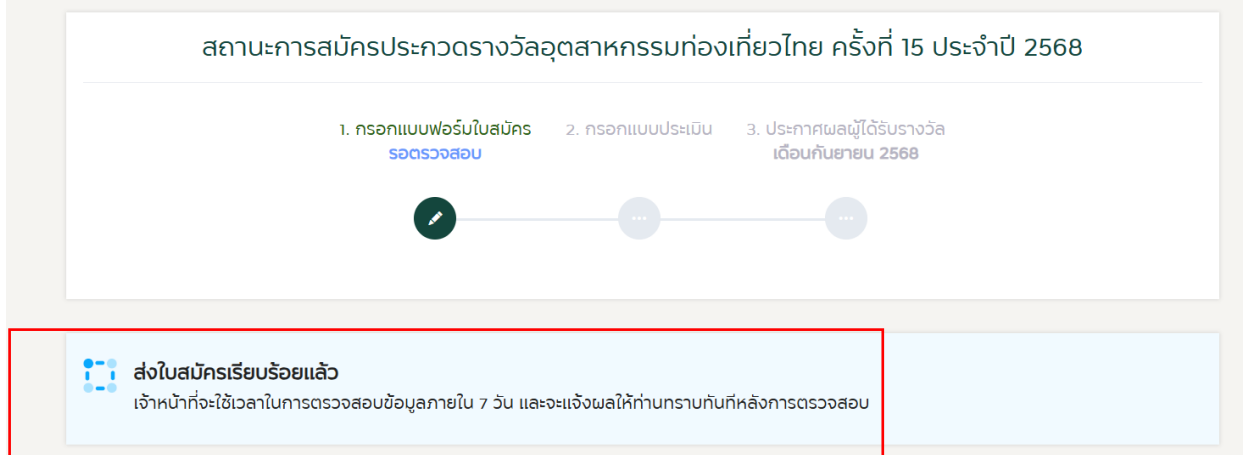 สถานะการสมัครประกวดรางวัลอุตสาหกรรมท่องเที่ยวไทย ครั้งที่ 15 ประจำปี 2568
1. กรอกแบบฟอร์มใบสมัคร
รอตรวจสอบ
2. กรอกแบบประเมิน
3. ประกาศผลผู้ได้รับรางวัล
เดือนกันยายน 2568
ส่งใบสมัครเรียบร้อยแล้ว
เจ้าหน้าที่จะใช้เวลาในการตรวจสอบข้อมูลภายใน 7 วัน และจะแจ้งผลให้ท่านทราบทันทีหลังการตรวจสอบ